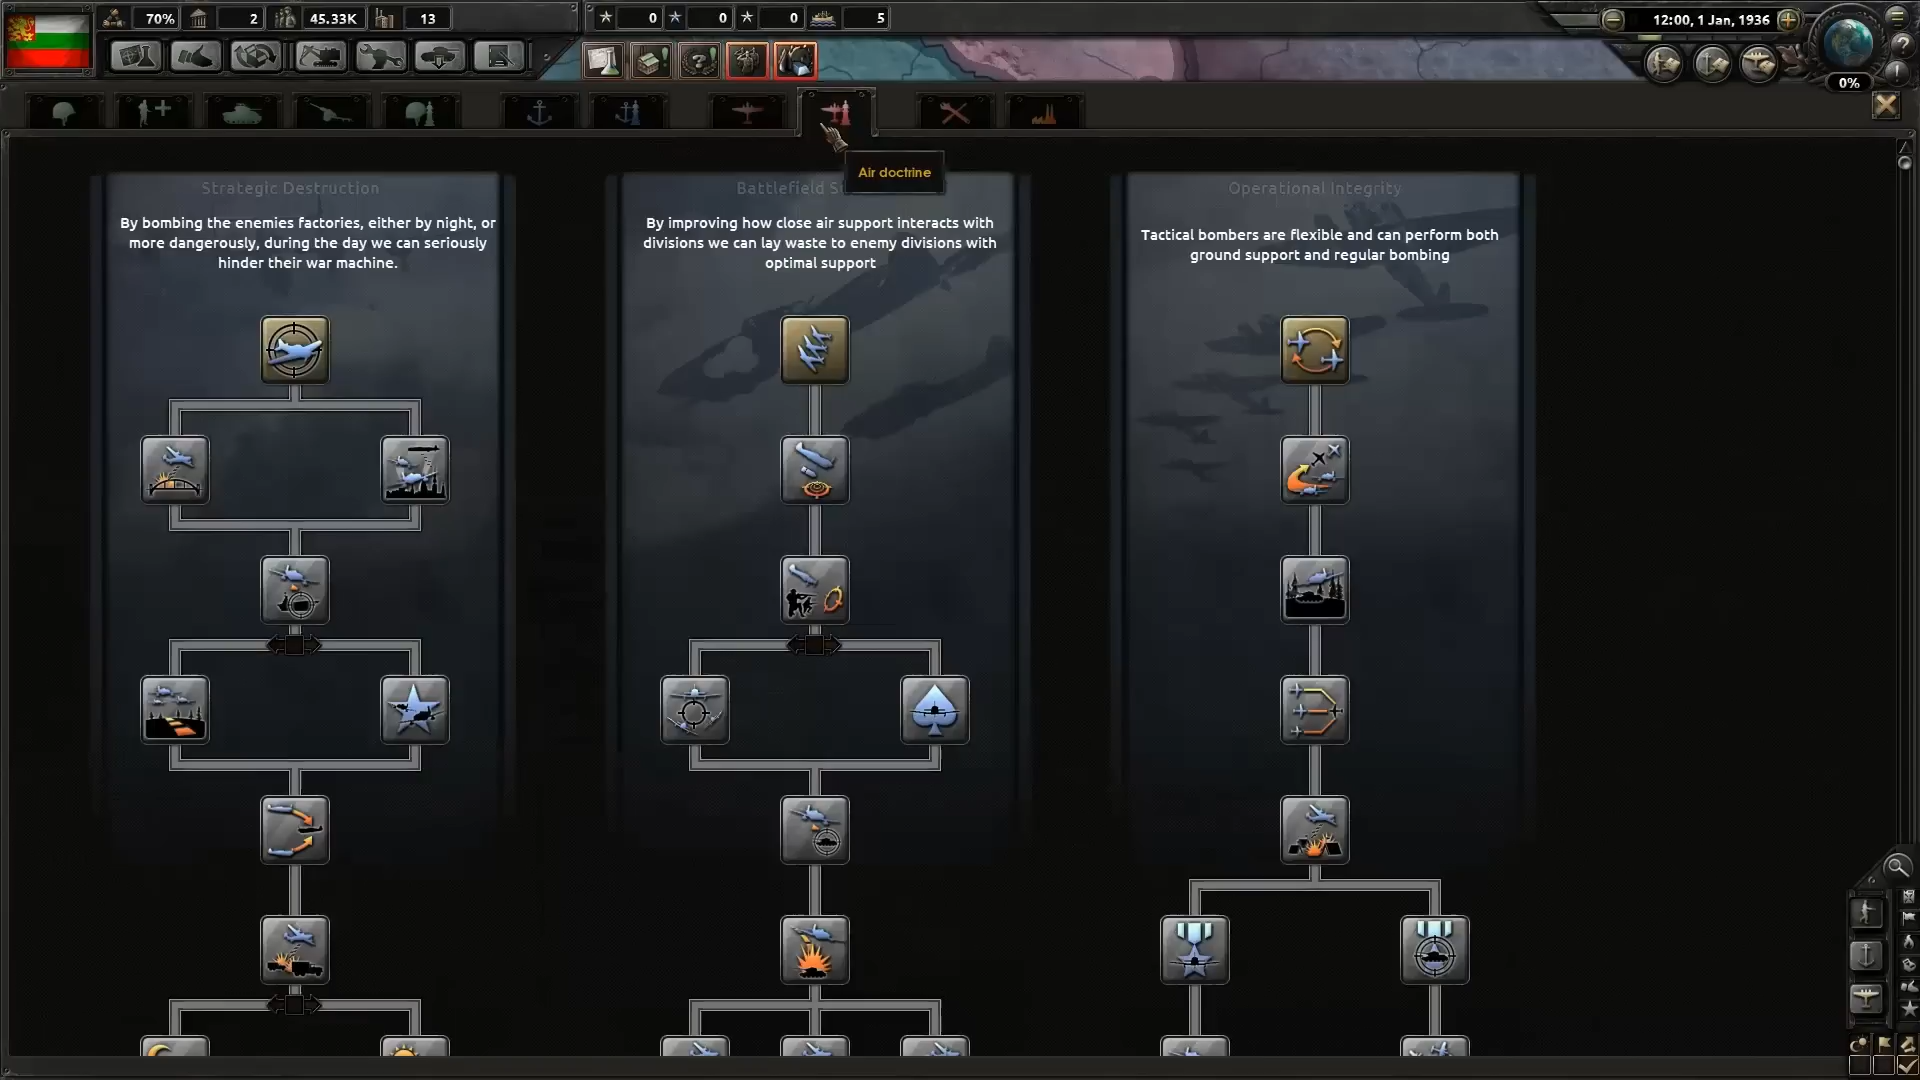 70%
2
45.33K
13
0
0
0
5
12:00, 1 Jan, 1936
0%
Air doctrine
Strategic Destruction
By bombing the enemies factories, either by night, or
more dangerously, during the day we can seriously
hinder their war machine.
Battlefield S
By improving how close air support interacts with
divisions we can lay waste to enemy divisions with
optimal support
Operational Integrity
Tactical bombers are flexible and can perform both
ground support and regular bombing